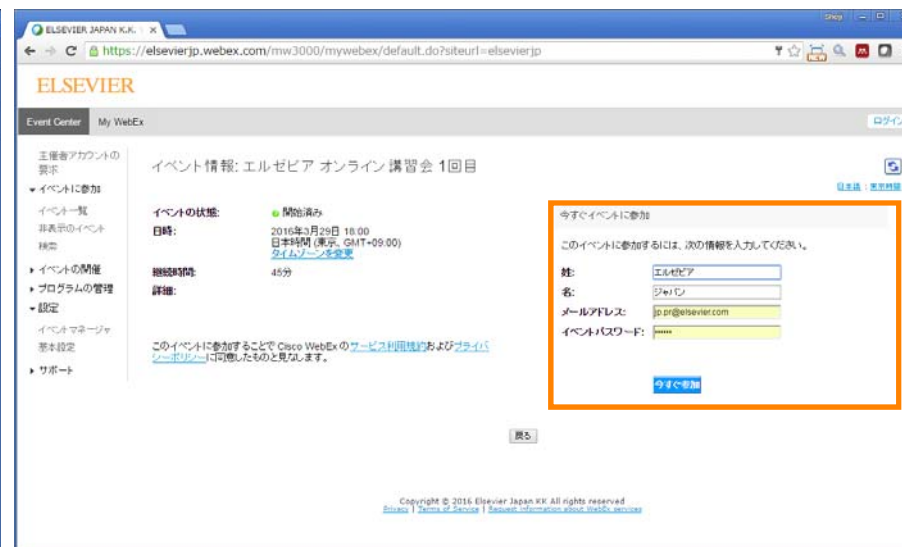 ELSEVIER JAPAN K.K.
https://elsevierjp.webex.com/mw3000/mywebex/default.do?siteurl=elsevierjp
NEW
ELSEVIER
Event Center My WebEx ログイン
主催者アカウントの
要求
イベントに参加
イベント一覧
非表示のイベント
検索
イベントの開催
プログラムの管理
設定
イベントマネージャ
基本設定
サポート
イベント情報: エルゼビア オンライン講習会 1回目
日本語 | 東京時間
イベントの状態: 開始済み
日時: 2016年3月29日 18:00
日本時間 (東京、GMT+09:00)
タイムゾーンを変更
継続時間: 45分
詳細:
このイベントに参加することで Cisco WebEx のサービス利用規約およびプライバ
シーポリシーに同意したものと見なします。
今すぐイベントに参加
このイベントに参加するには、次の情報を入力してください。
姓: エルゼビア
名: ジャパン
メールアドレス: jp.pr@elsevier.com
イベントパスワード: ••••••
今すぐ参加
戻る
Copyright © 2016 Elsevier Japan KK All rights reserved
Privacy | Terms of Service | Request information about WebEx services